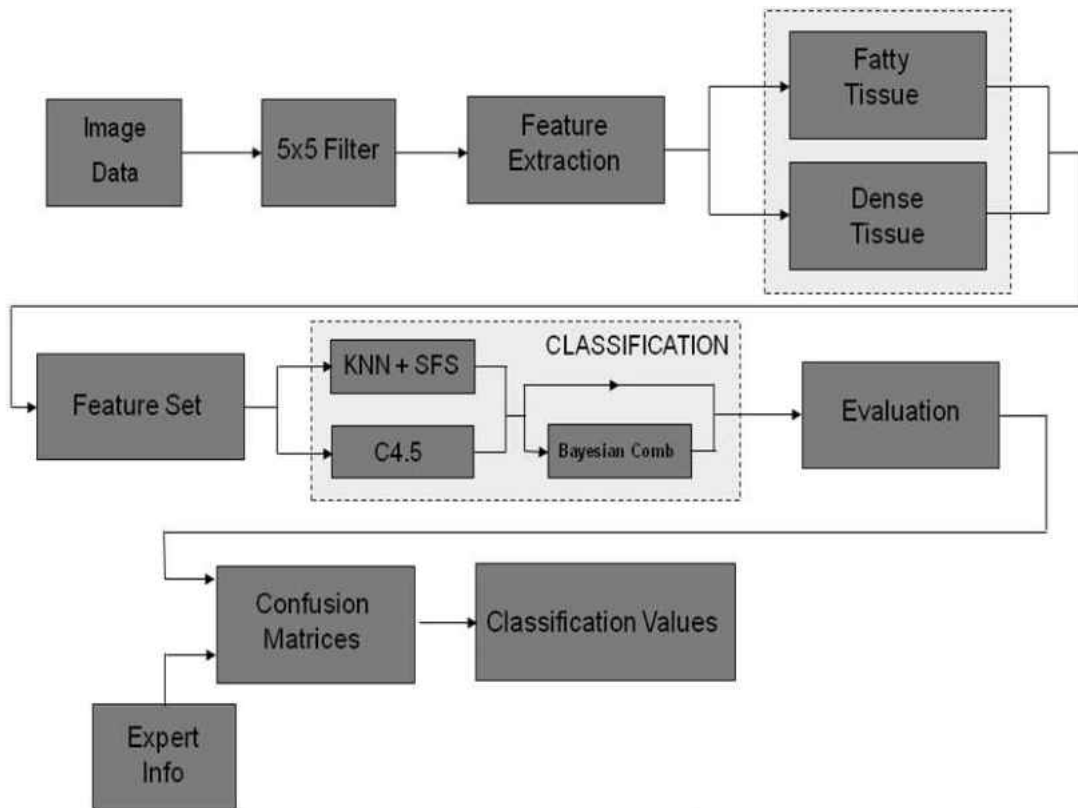 Image
Data
5x5 Filter
Feature
Extraction
Fatty
Tissue
Dense
Tissue
Feature Set
CLASSIFICATION
KNN + SFS
C4.5
Bayesian Comb
Evaluation
Confusion
Matrices
Classification Values
Expert
Info